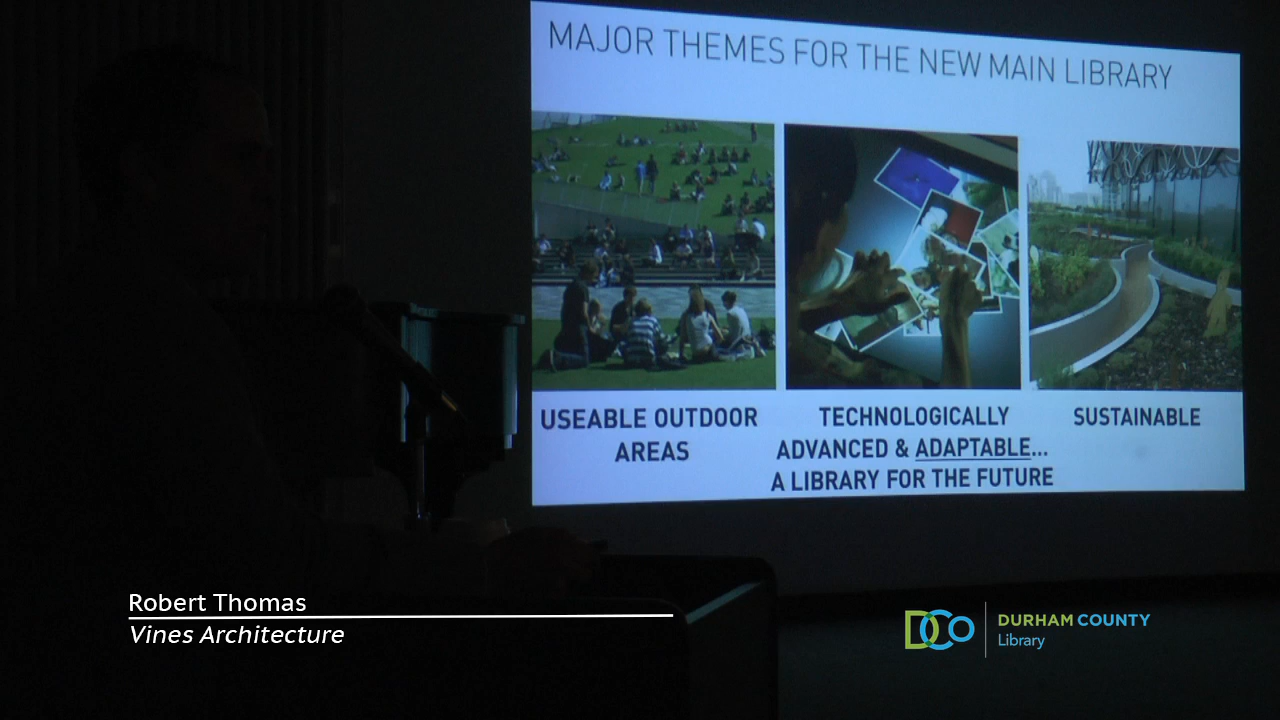 MAJOR THEMES FOR THE NEW MAIN LIBRARY
USEABLE OUTDOOR
AREAS
TECHNOLOGICALLY
ADVANCED & ADAPTABLE...
A LIBRARY FOR THE FUTURE
SUSTAINABLE
Robert Thomas
Vines Architecture
DCo
DURHAM COUNTY
Library